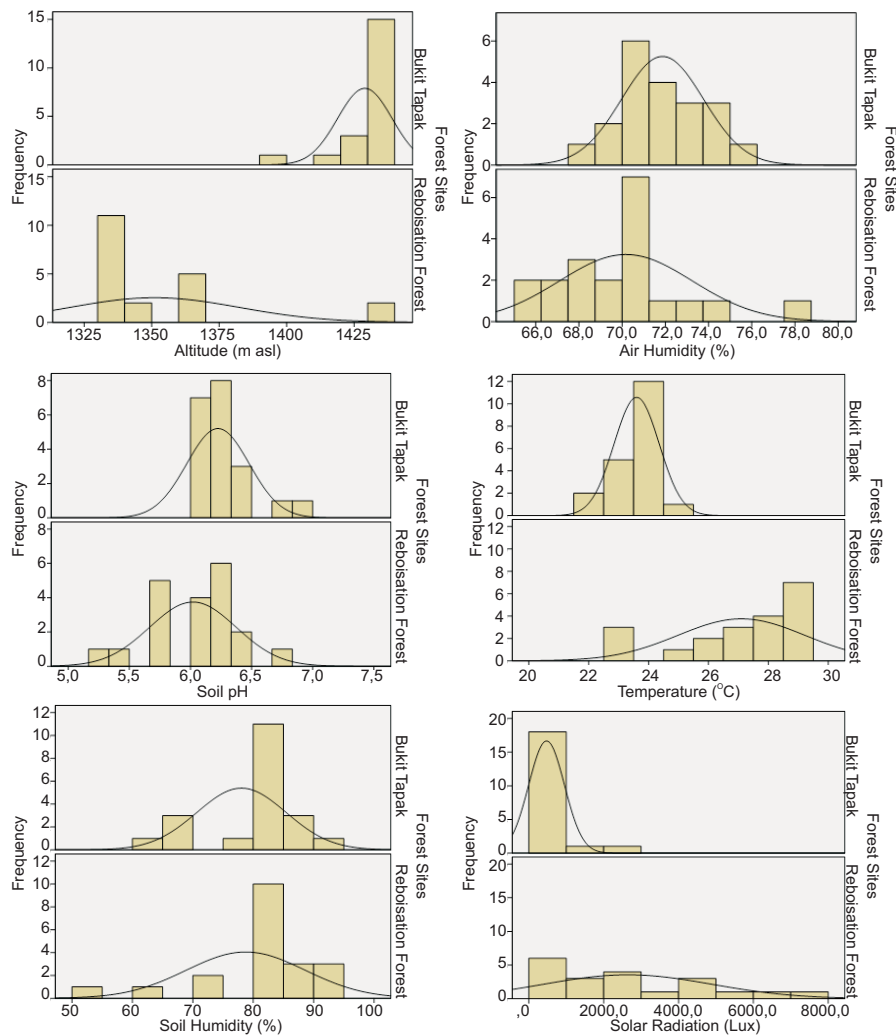 15
10
5
0
Bukit Tapak
15
10
5
0
Reboisation Forest
Frequency
Forest Sites
1325 1350 1375 1400 1425
Altitude (m asl)
6
4
2
0
Bukit Tapak
6
4
2
0
Reboisation Forest
Frequency
Forest Sites
66,0 68,0 70,0 72,0 74,0 76,0 78,0 80,0
Air Humidity (%)
8
6
4
2
0
Bukit Tapak
8
6
4
2
0
Reboisation Forest
Frequency
Forest Sites
5,0 5,5 6,0 6,5 7,0 7,5
Soil pH
12
10
8
6
4
2
0
Bukit Tapak
12
10
8
6
4
2
0
Reboisation Forest
Frequency
Forest Sites
20 22 24 26 28 30
Temperature (°C)
12
10
8
6
4
2
0
Bukit Tapak
12
10
8
6
4
2
0
Reboisation Forest
Frequency
Forest Sites
50 60 70 80 90 100
Soil Humidity (%)
20
15
10
5
0
Bukit Tapak
20
15
10
5
0
Reboisation Forest
Frequency
Forest Sites
,0 2000,0 4000,0 6000,0 8000,0
Solar Radiation (Lux)